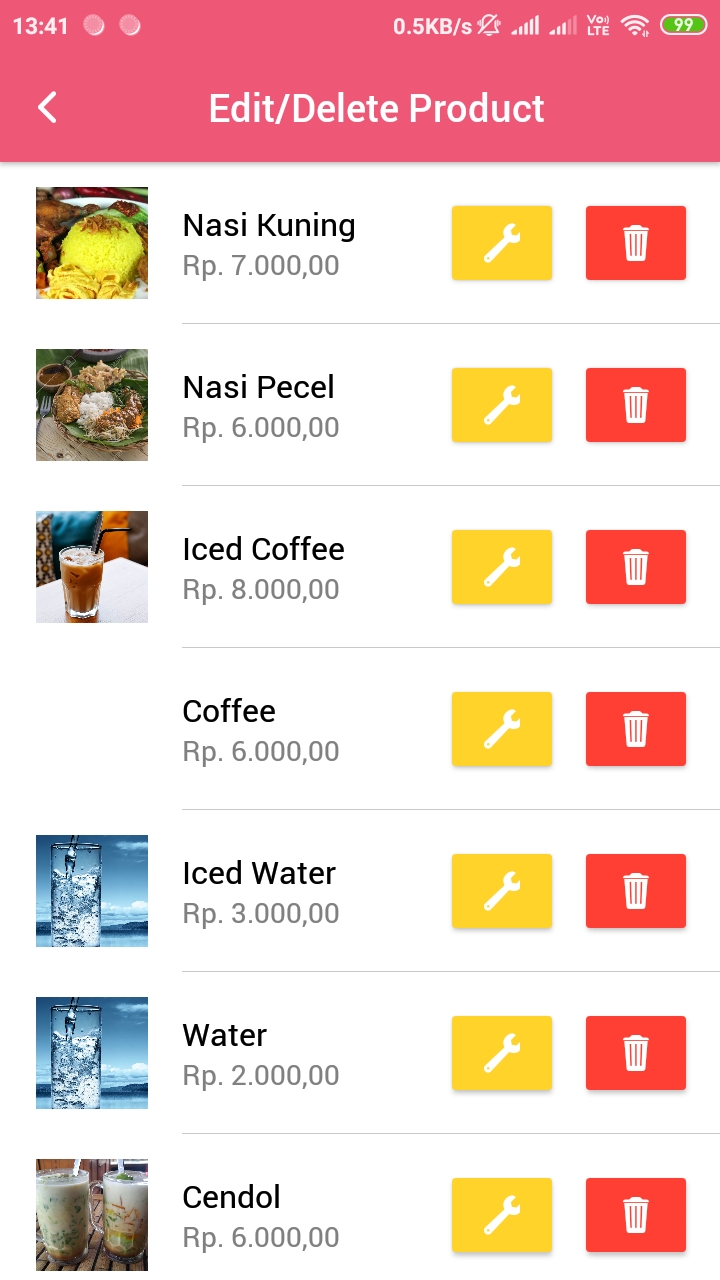 13:41 0.5KB/s Vo LTE 99
Edit/Delete Product
Nasi Kuning
Rp. 7.000,00
Nasi Pecel
Rp. 6.000,00
Iced Coffee
Rp. 8.000,00
Coffee
Rp. 6.000,00
Iced Water
Rp. 3.000,00
Water
Rp. 2.000,00
Cendol
Rp. 6.000,00